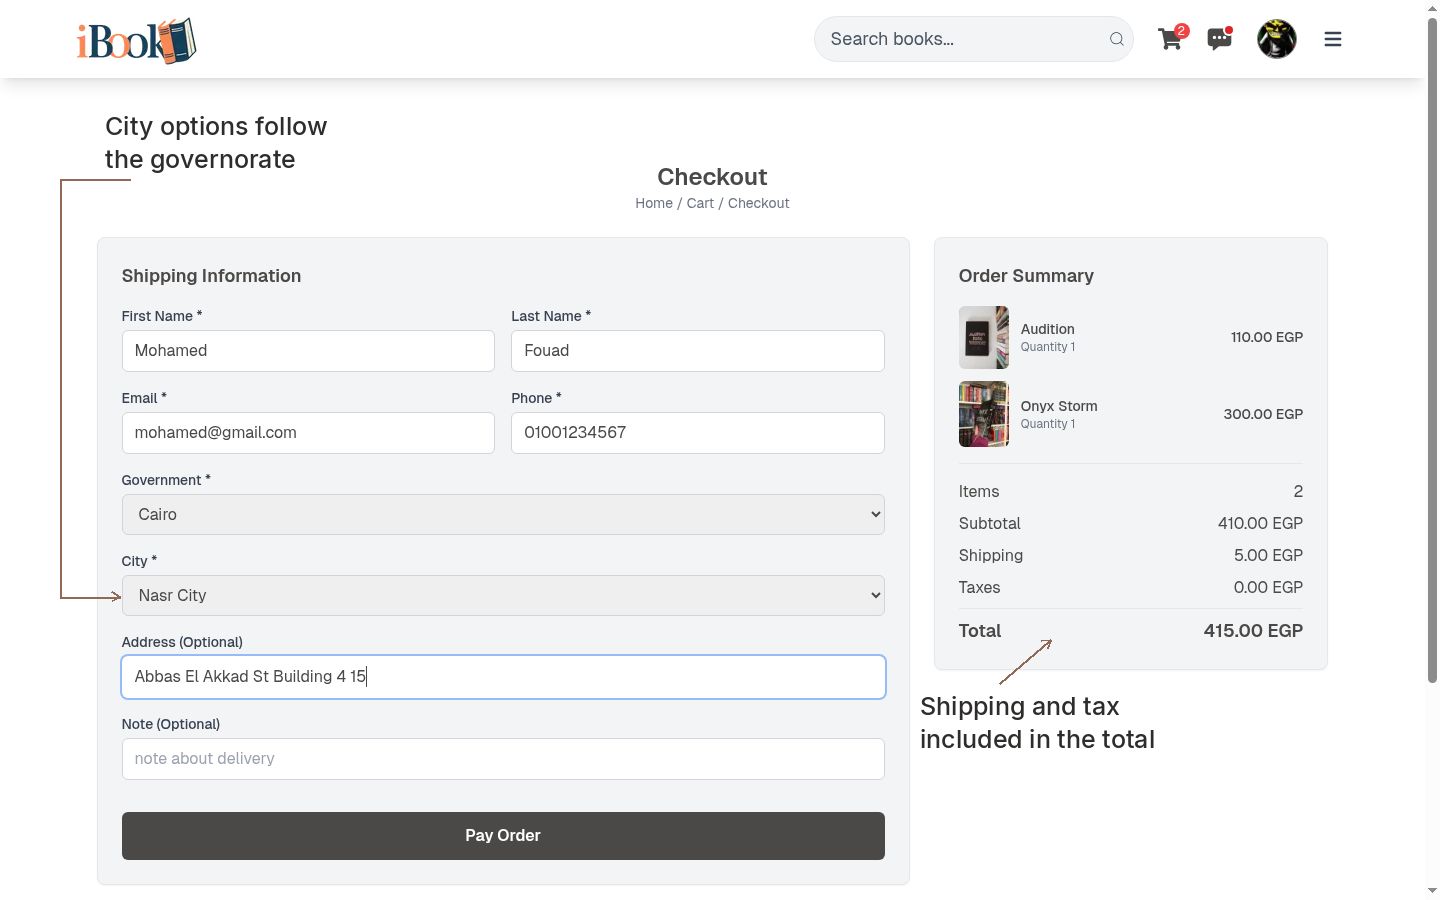 iBook
Search books...
2
City options follow
the governorate
Checkout
Home / Cart / Checkout
Shipping Information
First Name *
Last Name *
Mohamed
Fouad
Email *
Phone *
mohamed@gmail.com
01001234567
Government *
Cairo
City *
Nasr City
Address (Optional)
Abbas El Akkad St Building 4 15
Note (Optional)
note about delivery
Pay Order
Order Summary
Audition
Quantity 1
110.00 EGP
Onyx Storm
Quantity 1
300.00 EGP
Items 2
Subtotal 410.00 EGP
Shipping 5.00 EGP
Taxes 0.00 EGP
Total 415.00 EGP
Shipping and tax
included in the total